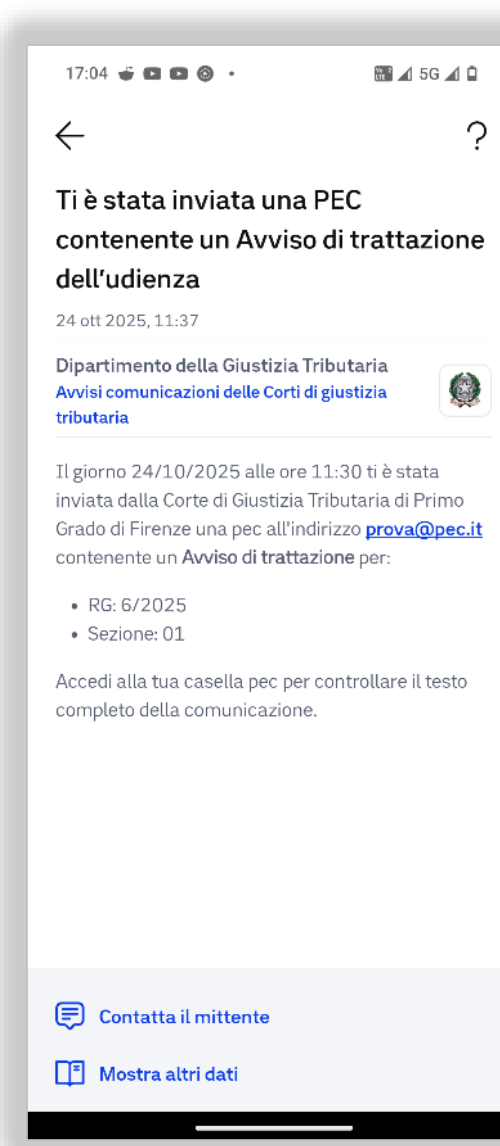 17:04 5G
?
Ti è stata inviata una PEC
contenente un Avviso di trattazione
dell'udienza
24 ott 2025, 11:37
Dipartimento della Giustizia Tributaria
Avvisi comunicazioni delle Corti di giustizia
tributaria
Il giorno 24/10/2025 alle ore 11:30 ti è stata
inviata dalla Corte di Giustizia Tributaria di Primo
Grado di Firenze una pec all'indirizzo prova@pec.it
contenente un Avviso di trattazione per:
• RG: 6/2025
• Sezione: 01
Accedi alla tua casella pec per controllare il testo
completo della comunicazione.
Contatta il mittente
Mostra altri dati